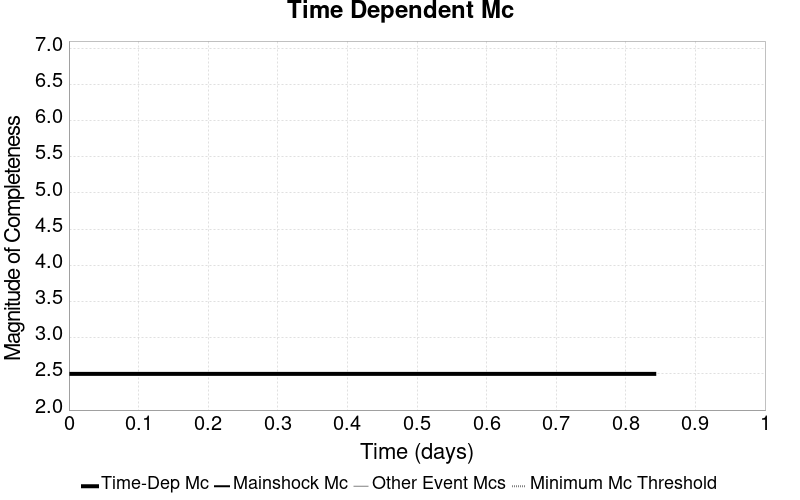 Time Dependent Mc
Magnitude of Completeness
7.0
6.5
6.0
5.5
5.0
4.5
4.0
3.5
3.0
2.5
2.0
0 0.1 0.2 0.3 0.4 0.5 0.6 0.7 0.8 0.9 1
Time (days)
Time-Dep Mc Mainshock Mc Other Event Mcs Minimum Mc Threshold